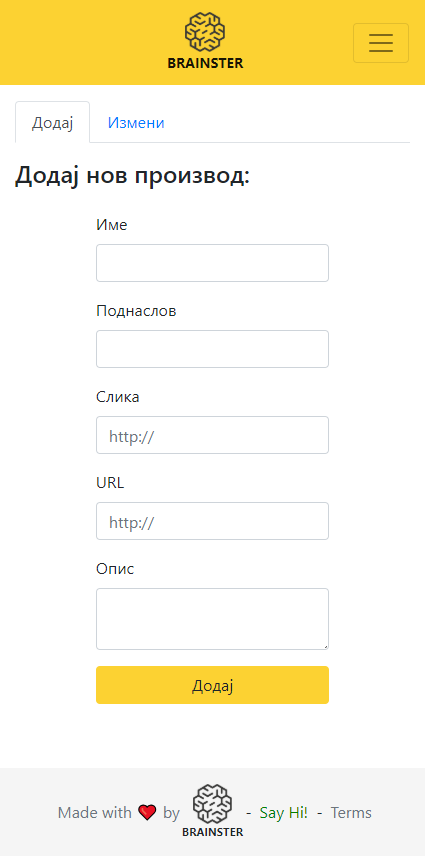 BRAINSTER
Додај Измени
Додај нов производ:
Име
Поднаслов
Слика
http://
URL
http://
Опис
Додај
Made with by BRAINSTER - Say Hi! - Terms